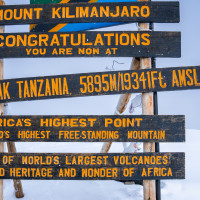 MOUNT KILIMANJARO
CONGRATULATIONS
YOU ARE NOW AT
AK TANZANIA, 5895M/19341FT AMSL
ICA'S HIGHEST POINT
D'S HIGHEST FREE-STANDING MOUNTAIN
OF WORLD'S LARGEST VOLCANOES
D HERITAGE AND WONDER OF AFRICA